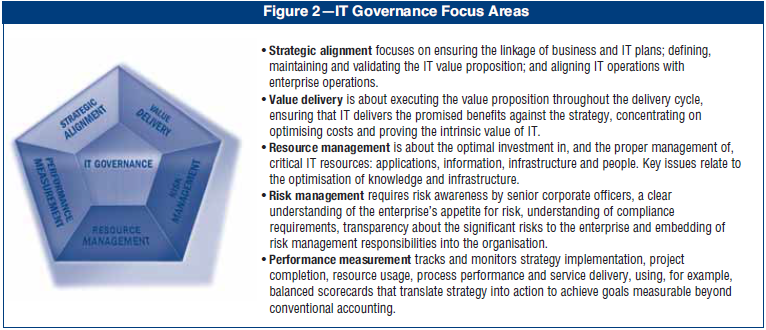 Figure 2—IT Governance Focus Areas
STRATEGIC
ALIGNMENT
VALUE
DELIVERY
IT GOVERNANCE
PERFORMANCE
MEASUREMENT
RISK
MANAGEMENT
RESOURCE
MANAGEMENT
• Strategic alignment focuses on ensuring the linkage of business and IT plans; defining,
maintaining and validating the IT value proposition; and aligning IT operations with
enterprise operations.
• Value delivery is about executing the value proposition throughout the delivery cycle,
ensuring that IT delivers the promised benefits against the strategy, concentrating on
optimising costs and proving the intrinsic value of IT.
• Resource management is about the optimal investment in, and the proper management of,
critical IT resources: applications, information, infrastructure and people. Key issues relate to
the optimisation of knowledge and infrastructure.
• Risk management requires risk awareness by senior corporate officers, a clear
understanding of the enterprise's appetite for risk, understanding of compliance
requirements, transparency about the significant risks to the enterprise and embedding of
risk management responsibilities into the organisation.
• Performance measurement tracks and monitors strategy implementation, project
completion, resource usage, process performance and service delivery, using, for example,
balanced scorecards that translate strategy into action to achieve goals measurable beyond
conventional accounting.